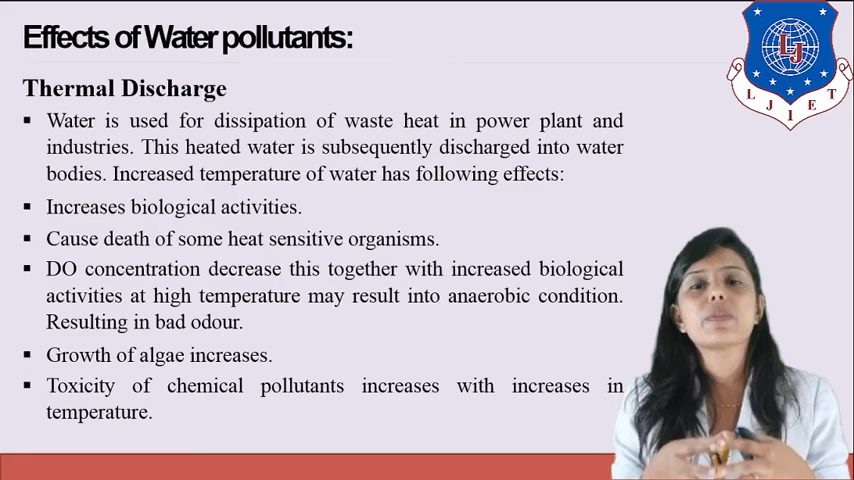 Effects of Water pollutants:
Thermal Discharge
▪ Water is used for dissipation of waste heat in power plant and
industries. This heated water is subsequently discharged into water
bodies. Increased temperature of water has following effects:
▪ Increases biological activities.
▪ Cause death of some heat sensitive organisms.
▪ DO concentration decrease this together with increased biological
activities at high temperature may result into anaerobic condition.
Resulting in bad odour.
▪ Growth of algae increases.
▪ Toxicity of chemical pollutants increases with increases in
temperature.
LJ
L J I E T